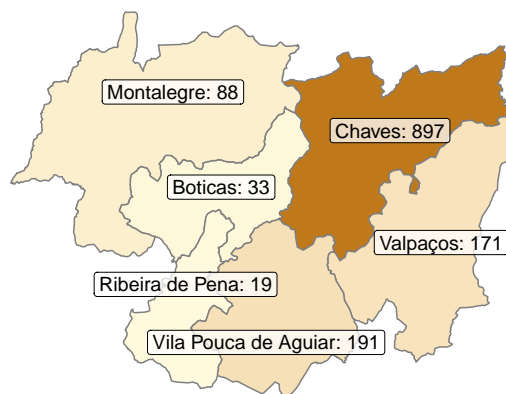 Montalegre: 88
Chaves: 897
Boticas: 33
Valpaços: 171
Ribeira de Pena: 19
Vila Pouca de Aguiar: 191